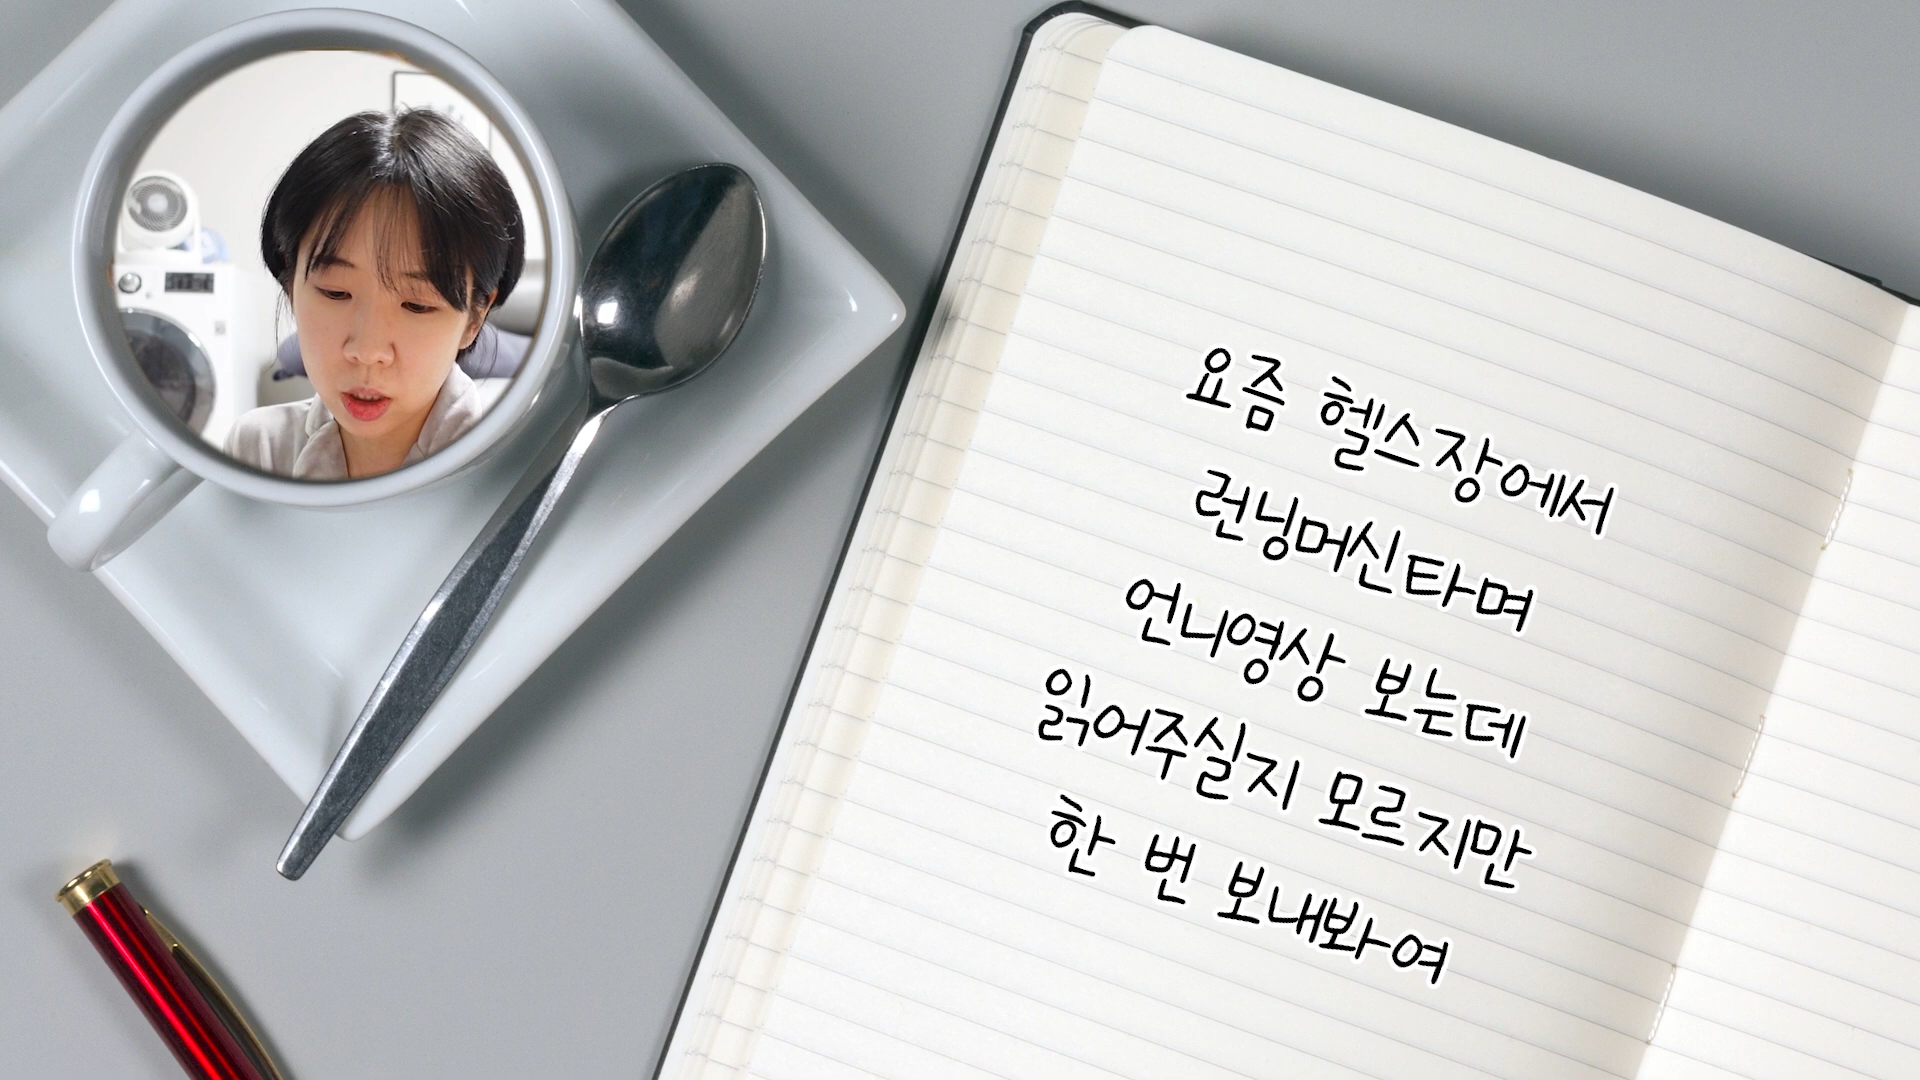 요즘 헬스장에서
런닝머신타며
언니영상 보는데
읽어주실지 모르지만
한 번 보내봐여